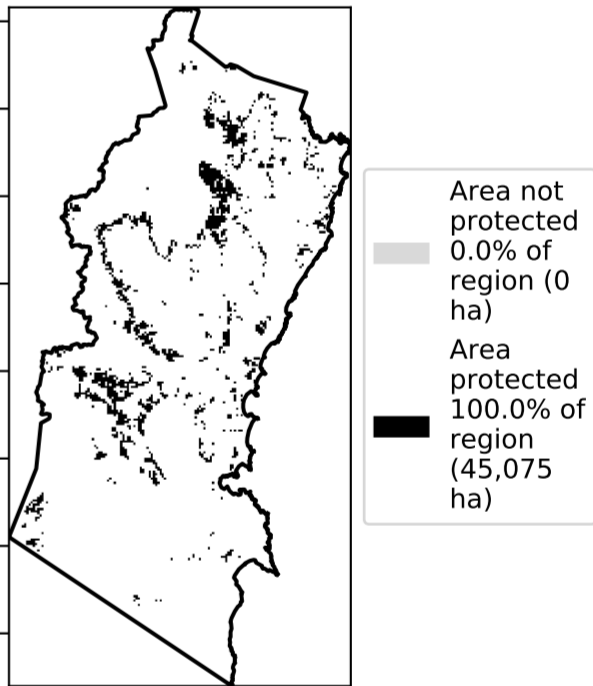 Area not
protected
0.0% of
region (0
ha)
Area
protected
100.0% of
region
(45,075
ha)